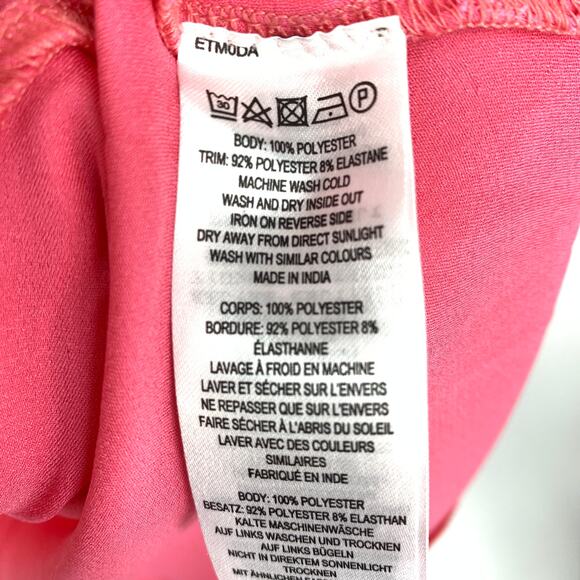 ETM0DA
30 P
BODY: 100% POLYESTER
TRIM: 92% POLYESTER 8% ELASTANE
MACHINE WASH COLD
WASH AND DRY INSIDE OUT
IRON ON REVERSE SIDE
DRY AWAY FROM DIRECT SUNLIGHT
WASH WITH SIMILAR COLOURS
MADE IN INDIA
CORPS: 100% POLYESTER
BORDURE: 92% POLYESTER 8%
ÉLASTHANNE
LAVAGE À FROID EN MACHINE
LAVER ET SÉCHER SUR L'ENVERS
NE REPASSER QUE SUR L'ENVERS
FAIRE SÉCHER À L'ABRIS DU SOLEIL
LAVER AVEC DES COULEURS
SIMILAIRES
FABRIQUÉ EN INDE
BODY: 100% POLYESTER
BESATZ: 92% POLYESTER 8% ELASTHAN
KALTE MASCHINENWÄSCHE
AUF LINKS WASCHEN UND TROCKNEN
AUF LINKS BÜGELN
NICHT IN DIREKTEM SONNENLICHT
TROCKNEN
MIT ÄHNLICHEN